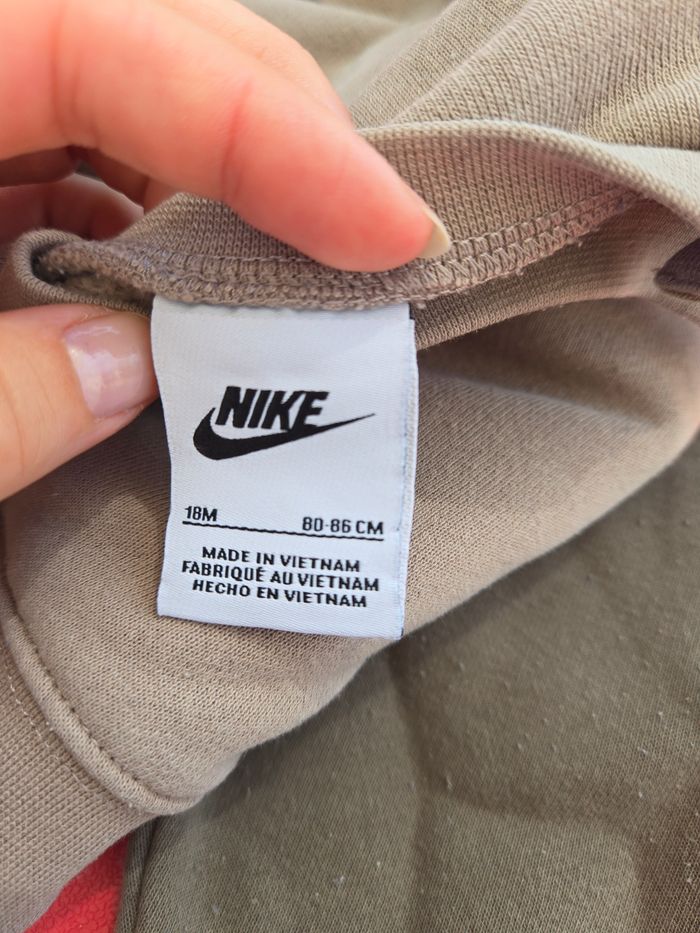 NIKE
18M 80-86 CM
MADE IN VIETNAM
FABRIQUÉ AU VIETNAM
HECHO EN VIETNAM